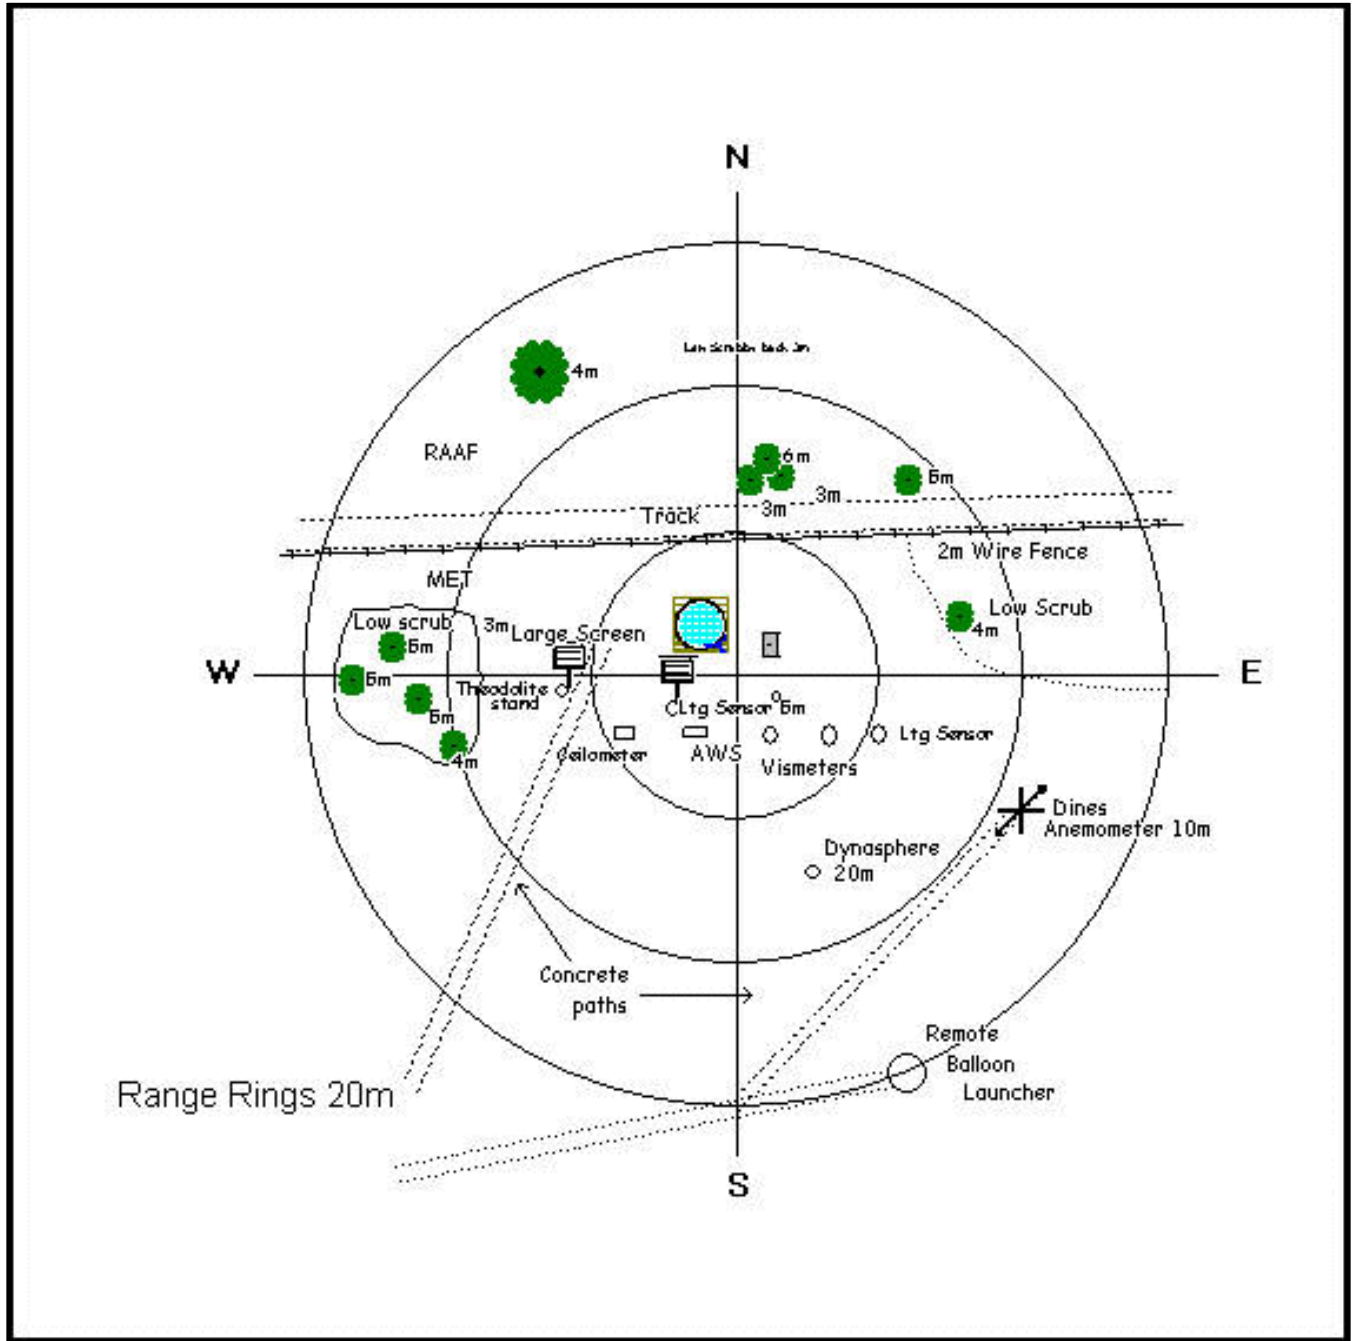 N
4m
RAAF
6m
6m
3m
3m
Track
2m Wire Fence
MET
Low scrub
3m
Large Screen
Low Scrub
4m
6m
W
E
6m
Theodolite
stand
6m
Ltg Sensor 6m
4m
Ceilometer
AWS
Vismeters
Ltg Sensor
Dines
Anemometer 10m
Dynasphere
20m
Concrete
paths
Remote
Balloon
Launcher
Range Rings 20m
S